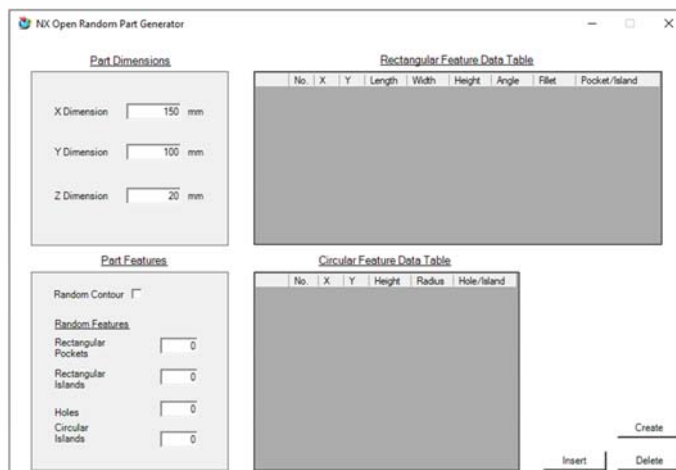 NX Open Random Part Generator
Part Dimensions
X Dimension 150 mm
Y Dimension 100 mm
Z Dimension 20 mm
Rectangular Feature Data Table
No. X Y Length Width Height Angle Fillet Pocket/Island
Part Features
Random Contour
Random Features
Rectangular
Pockets 0
Rectangular
Islands 0
Holes 0
Circular
Islands 0
Circular Feature Data Table
No. X Y Height Radius Hole/Island
Create
Insert Delete